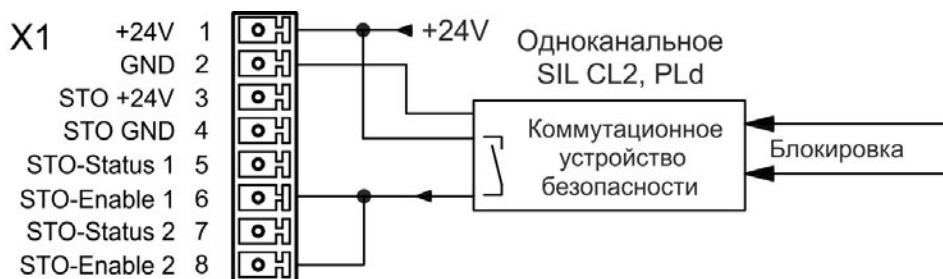 X1
+24V 1
GND 2
STO +24V 3
STO GND 4
STO-Status 1 5
STO-Enable 1 6
STO-Status 2 7
STO-Enable 2 8
+24V
Одноканальное
SIL CL2, PLd
Коммутационное
устройство
безопасности
Блокировка